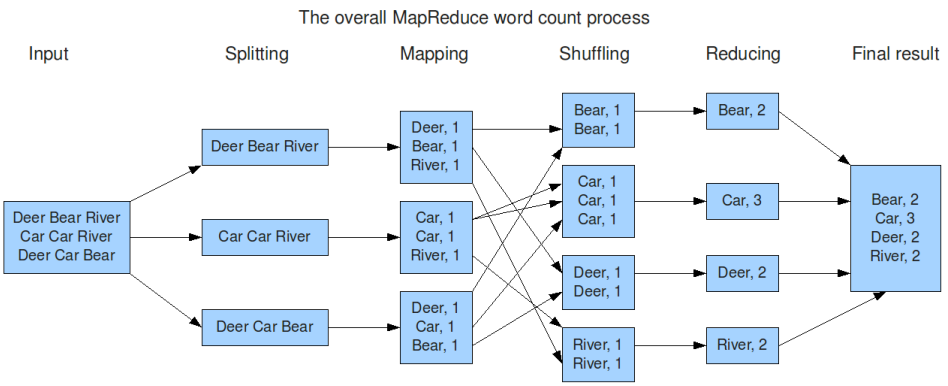 The overall MapReduce word count process
Input
Splitting
Mapping
Shuffling
Reducing
Final result
Deer Bear River
Car Car River
Deer Car Bear
Deer Bear River
Car Car River
Deer Car Bear
Deer, 1
Bear, 1
River, 1
Car, 1
Car, 1
River, 1
Deer, 1
Car, 1
Bear, 1
Bear, 1
Bear, 1
Car, 1
Car, 1
Car, 1
Deer, 1
Deer, 1
River, 1
River, 1
Bear, 2
Car, 3
Deer, 2
River, 2
Bear, 2
Car, 3
Deer, 2
River, 2